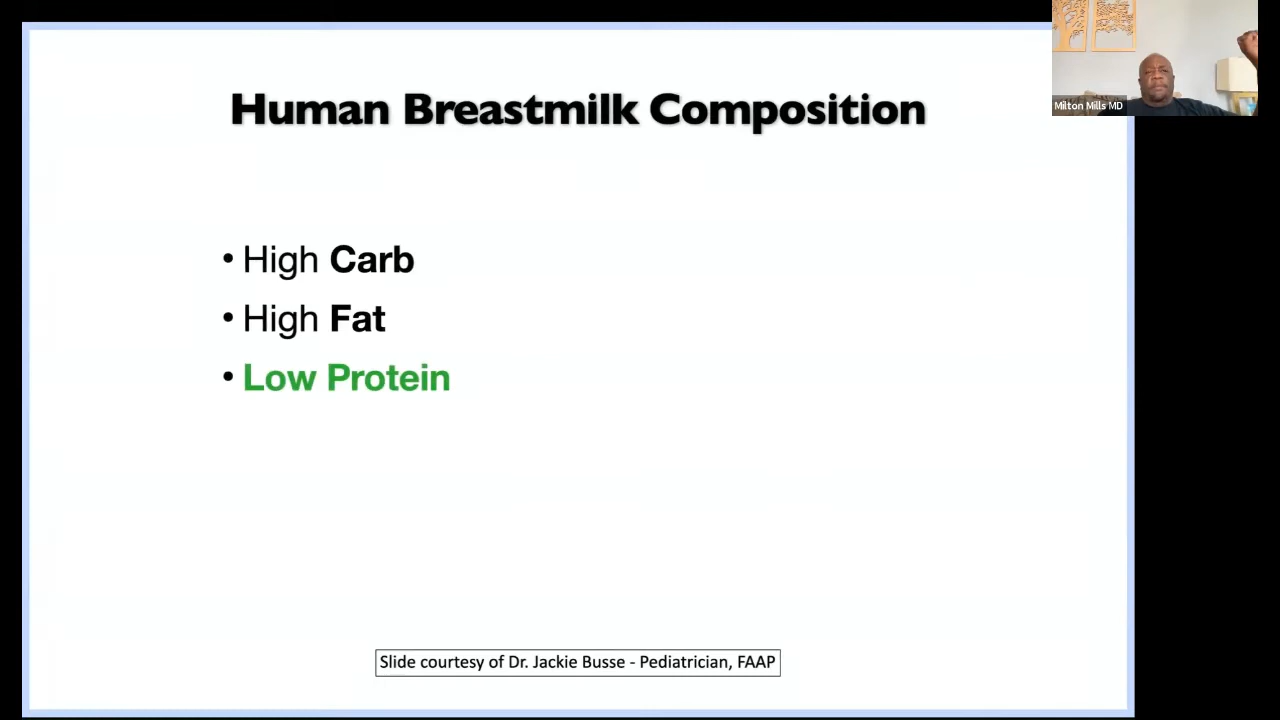 Human Breastmilk Composition
Milton Mills MD
• High Carb
• High Fat
• Low Protein
Slide courtesy of Dr. Jackie Busse - Pediatrician, FAAP